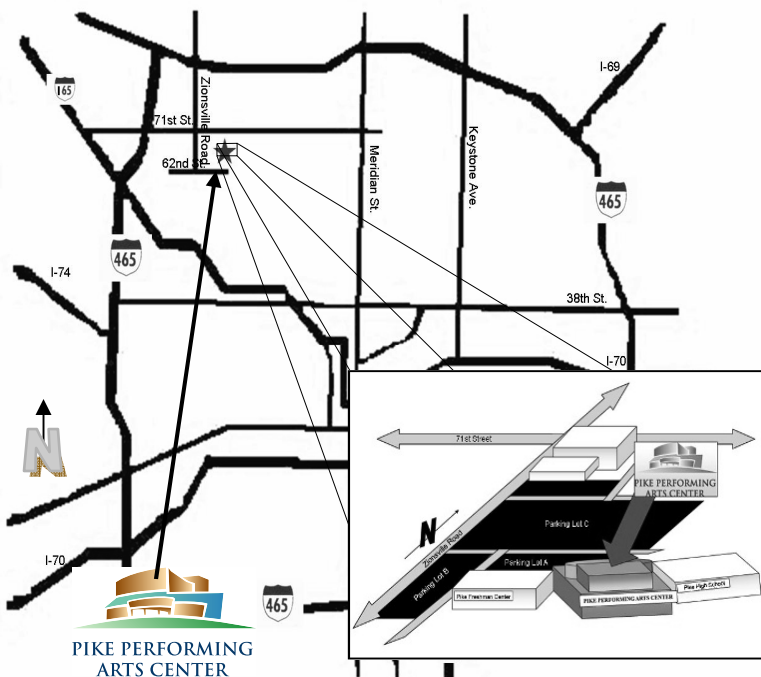 I-69
165
71st St.
Zionsville Road
62nd St.
Meridian St.
Keystone Ave.
465
465
I-74
38th St.
I-70
N
71st Street
PIKE PERFORMING
ARTS CENTER
N
Zionsville Road
Parking Lot C
Parking Lot A
Parking Lot B
Pike Freshman Center
PIKE PERFORMING ARTS CENTER
Pike High School
I-70
465
PIKE PERFORMING
ARTS CENTER